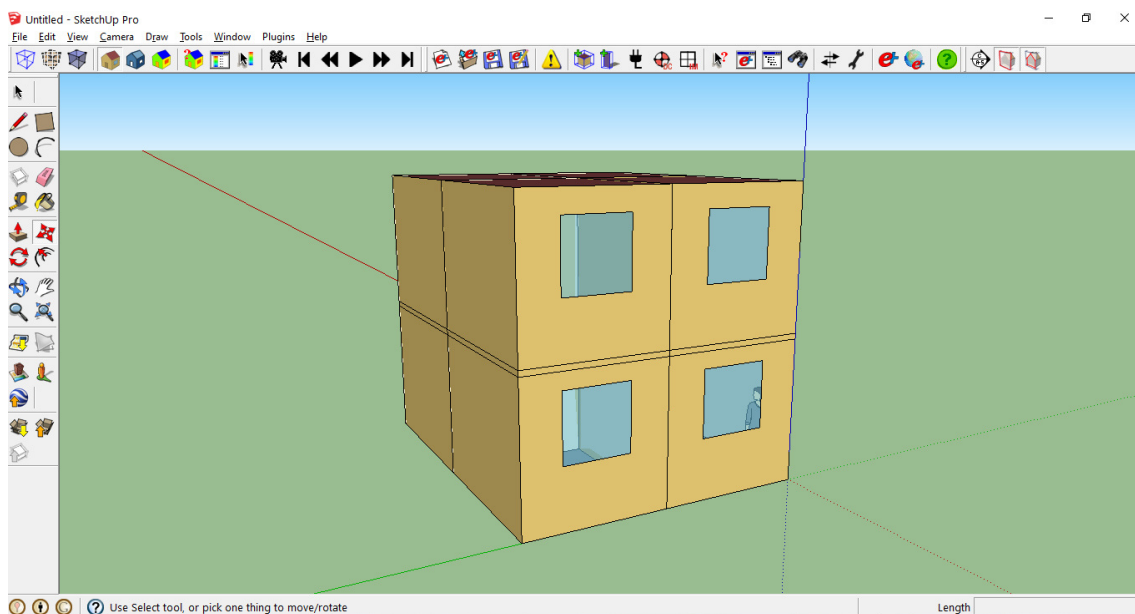 Untitled - SketchUp Pro
File Edit View Camera Draw Tools Window Plugins Help
Use Select tool, or pick one thing to move/rotate
Length